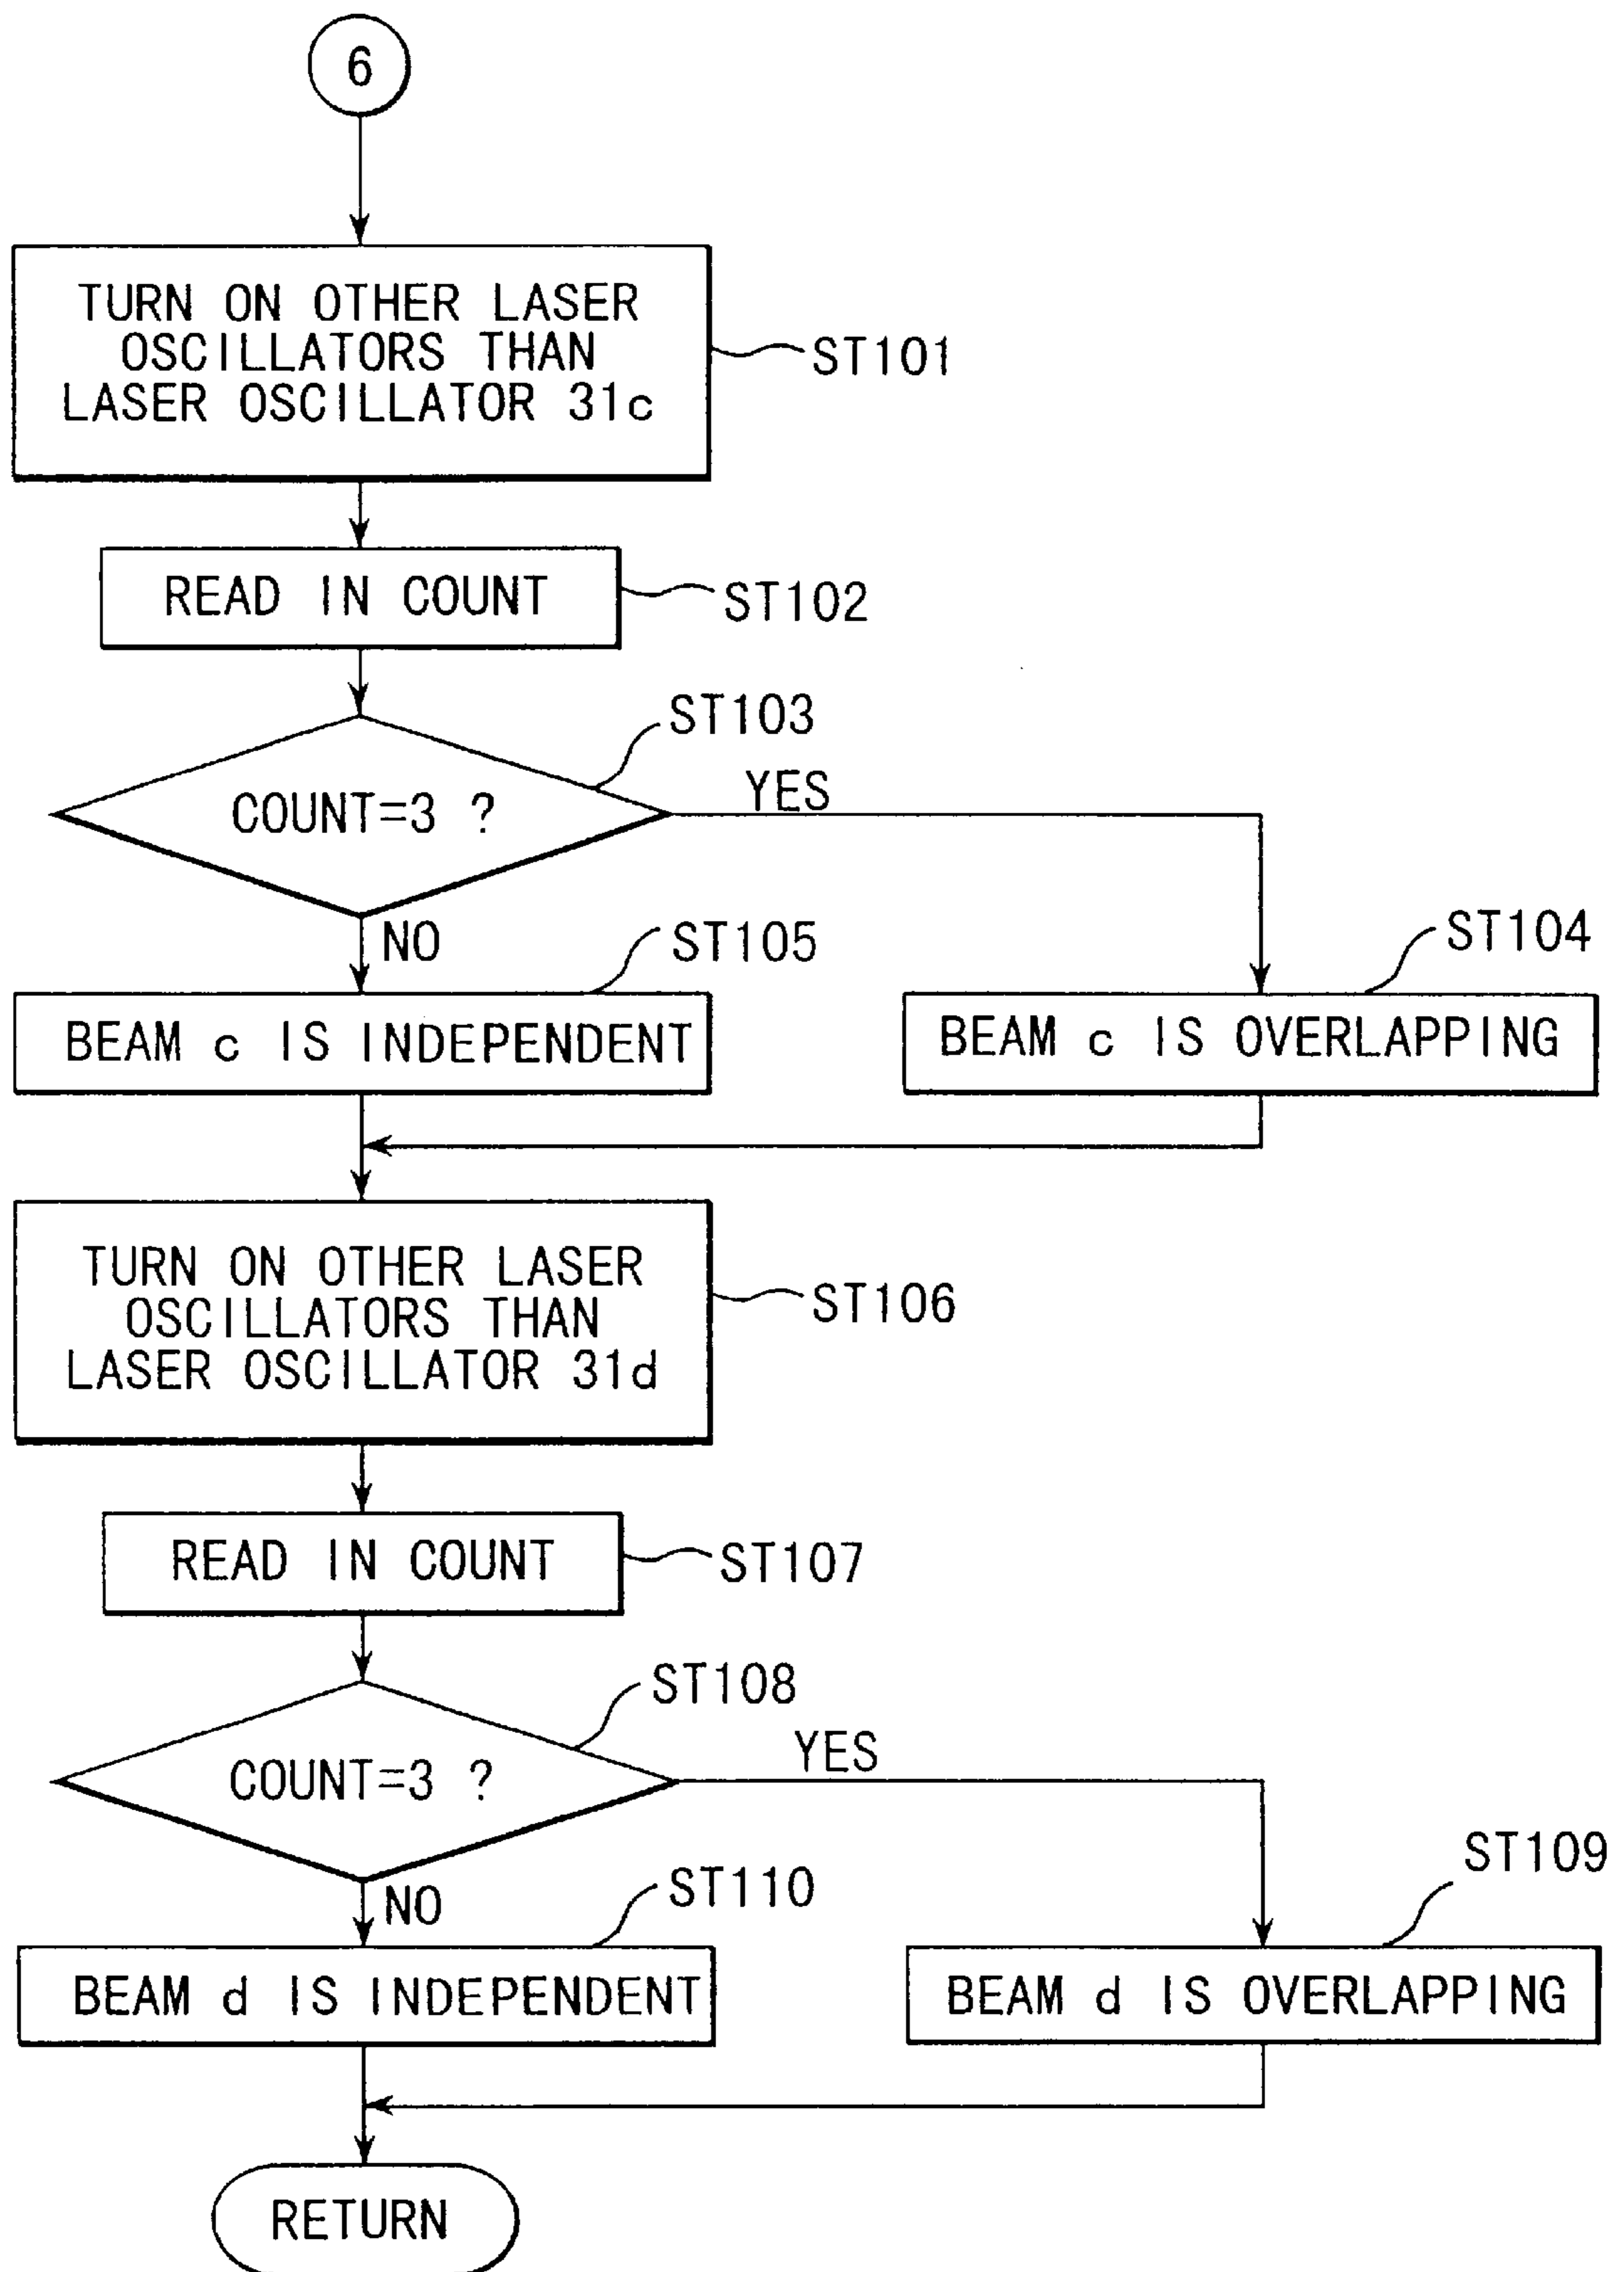 6
TURN ON OTHER LASER
OSCILLATORS THAN
LASER OSCILLATOR 31c
ST101
READ IN COUNT
ST102
ST103
COUNT=3 ?
YES
NO
ST105
ST104
BEAM c IS INDEPENDENT
BEAM c IS OVERLAPPING
TURN ON OTHER LASER
OSCILLATORS THAN
LASER OSCILLATOR 31d
ST106
READ IN COUNT
ST107
ST108
COUNT=3 ?
YES
NO
ST110
ST109
BEAM d IS INDEPENDENT
BEAM d IS OVERLAPPING
RETURN